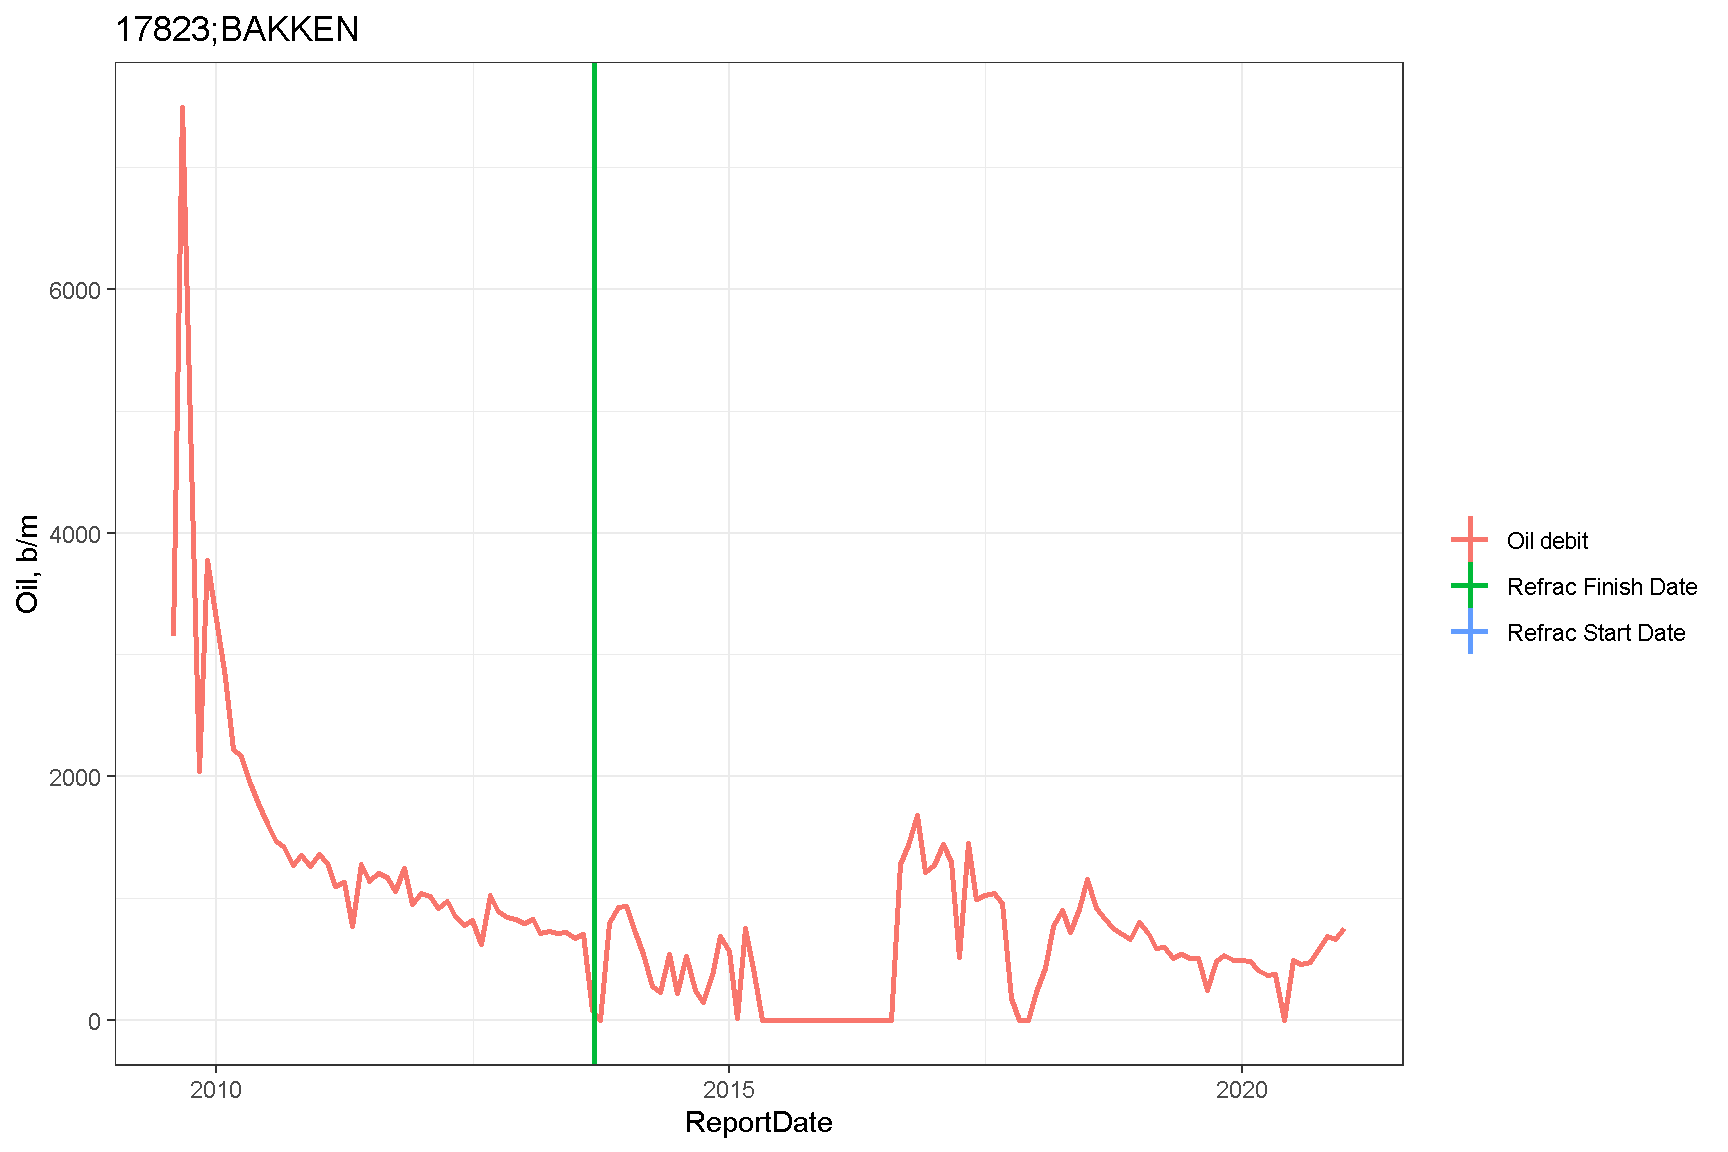 17823;BAKKEN
Oil, b/m
6000
4000
2000
0
2010
2015
2020
ReportDate
Oil debit
Refrac Finish Date
Refrac Start Date